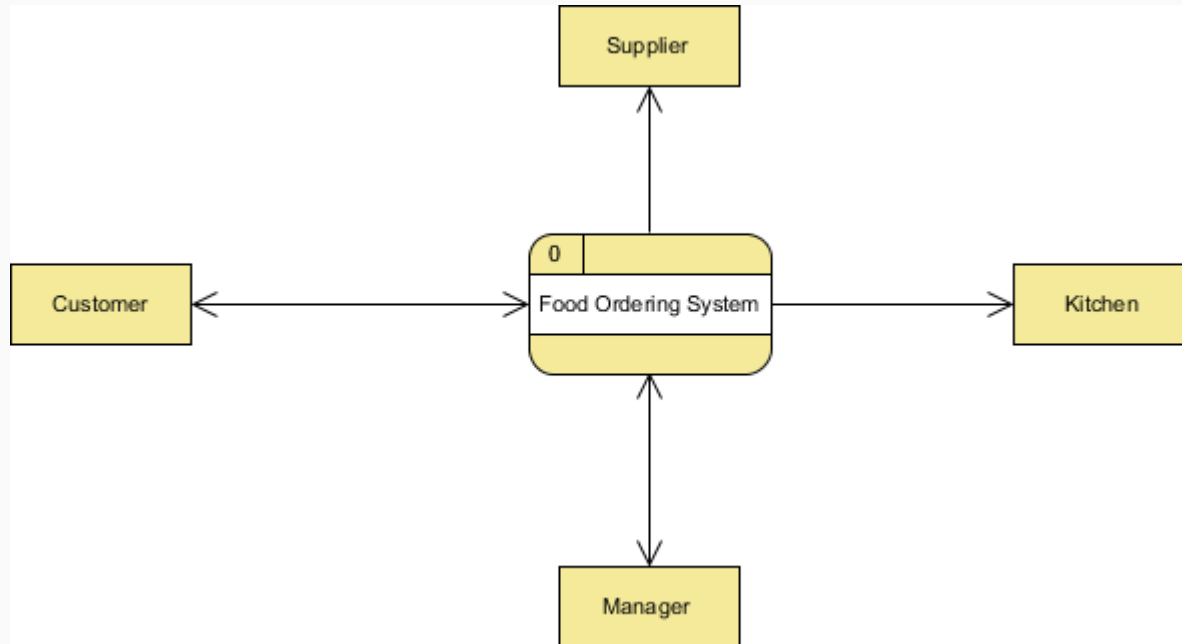 Supplier
0
Customer
Food Ordering System
Kitchen
Manager